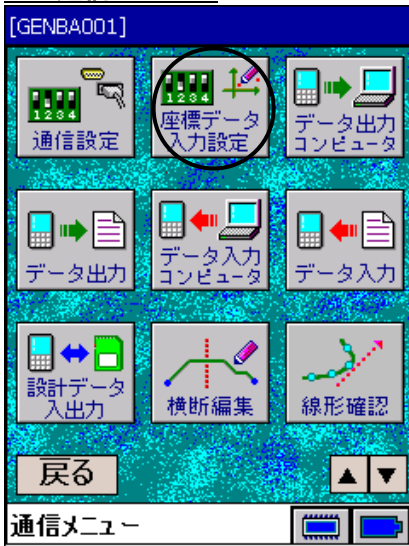 [GENBA001]
1234
通信設定
1234
座標データ
入力設定
データ出力
コンピュータ
データ出力
データ入力
コンピュータ
データ入力
設計データ
入出力
横断編集
線形確認
戻る
▲ ▼
通信メニュー